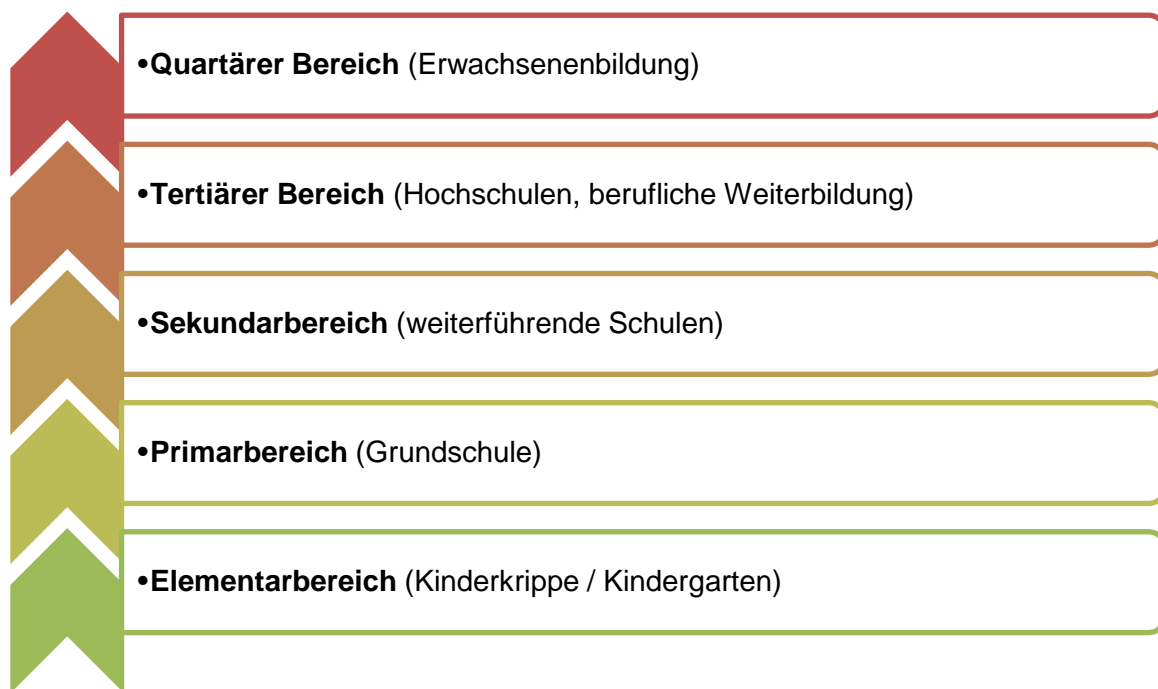 •Quartärer Bereich (Erwachsenenbildung)
•Tertiärer Bereich (Hochschulen, berufliche Weiterbildung)
•Sekundarbereich (weiterführende Schulen)
•Primarbereich (Grundschule)
•Elementarbereich (Kinderkrippe / Kindergarten)